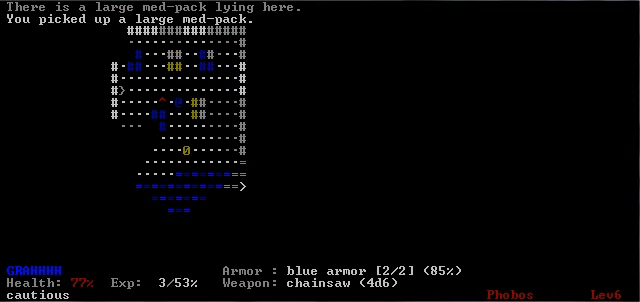 There is a large med-pack lying here.
You picked up a large med-pack.
GRAHHHH
Armor : blue armor [2/2] (85%)
Health: 77% Exp: 3/53% Weapon: chainsaw (4d6)
cautious Phobos Lev6